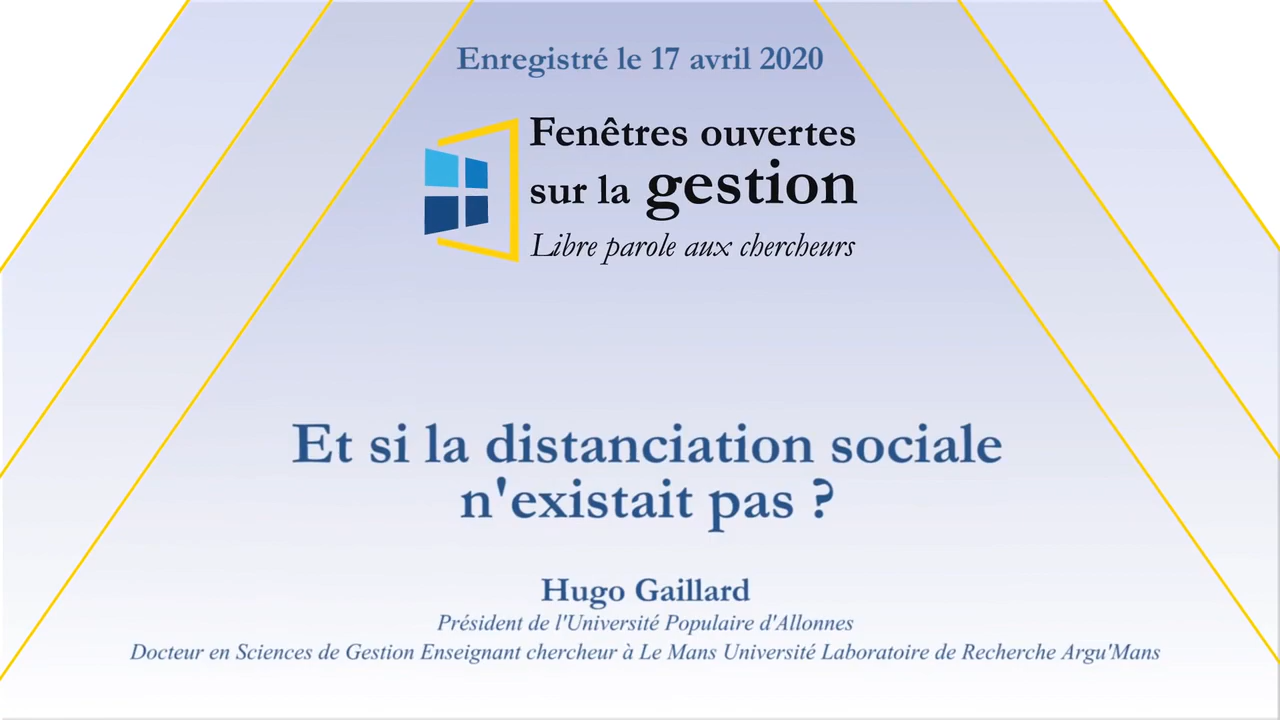 Enregistré le 17 avril 2020
Fenêtres ouvertes
sur la gestion
Libre parole aux chercheurs
Et si la distanciation sociale
n'existait pas ?
Hugo Gaillard
Président de l'Université Populaire d'Allonnes
Docteur en Sciences de Gestion Enseignant chercheur à Le Mans Université Laboratoire de Recherche Argu'Mans